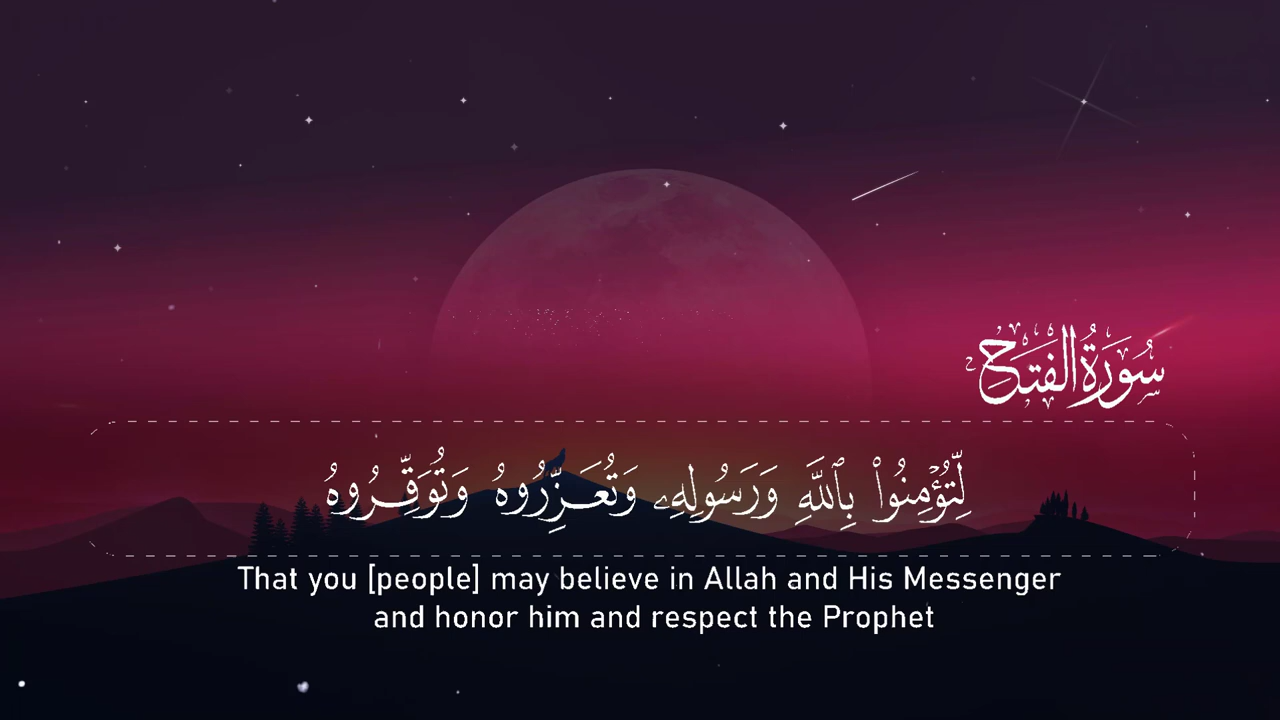 سُورَةُ الفَتْحِ
لِّتُؤْمِنُوا۟ بِٱللَّهِ وَرَسُولِهِۦ وَتُعَزِّرُوهُ وَتُوَقِّرُوهُ
That you [people] may believe in Allah and His Messenger
and honor him and respect the Prophet